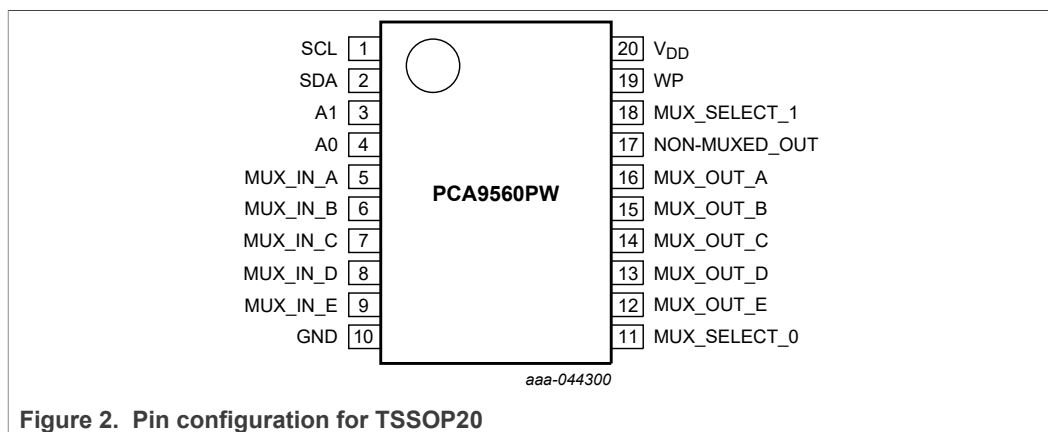 SCL 1 20 VDD
SDA 2 19 WP
A1 3 18 MUX_SELECT_1
A0 4 17 NON-MUXED_OUT
MUX_IN_A 5 16 MUX_OUT_A
MUX_IN_B 6 PCA9560PW 15 MUX_OUT_B
MUX_IN_C 7 14 MUX_OUT_C
MUX_IN_D 8 13 MUX_OUT_D
MUX_IN_E 9 12 MUX_OUT_E
GND 10 11 MUX_SELECT_0
aaa-044300
Figure 2. Pin configuration for TSSOP20